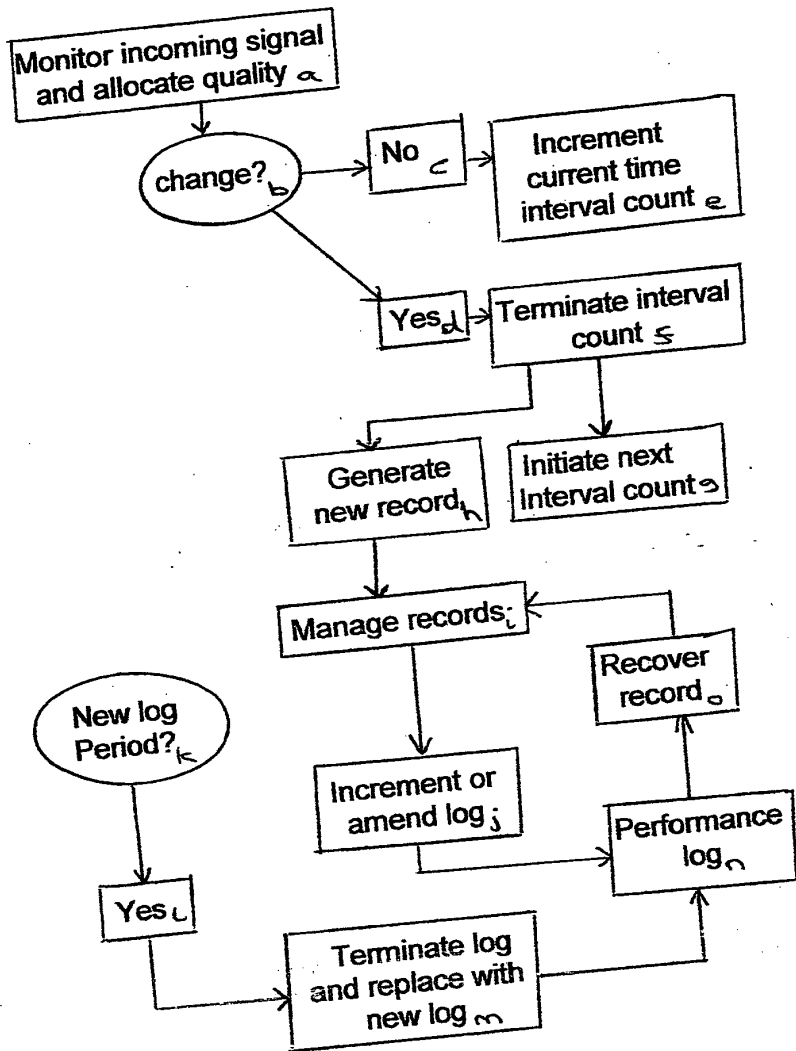 Monitor incoming signal
and allocate quality a
change? b
No c
Increment
current time
interval count e
Yes d
Terminate interval
count f
Generate
new record h
Initiate next
Interval count g
Manage records i
Recover
record o
New log
Period? k
Increment or
amend log j
Performance
log n
Yes l
Terminate log
and replace with
new log m